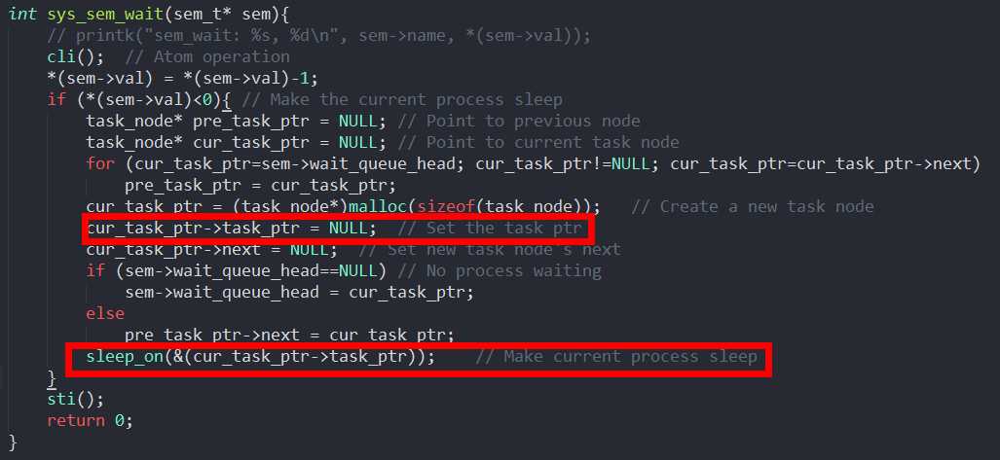 int sys_sem_wait(sem_t* sem){
    // printk("sem_wait: %s, %d\n", sem->name, *(sem->val));
    cli();  // Atom operation
    *(sem->val) = *(sem->val)-1;
    if (*(sem->val)<0){ // Make the current process sleep
        task_node* pre_task_ptr = NULL; // Point to previous node
        task_node* cur_task_ptr = NULL; // Point to current task node
        for (cur_task_ptr=sem->wait_queue_head; cur_task_ptr!=NULL; cur_task_ptr=cur_task_ptr->next)
            pre_task_ptr = cur_task_ptr;
        cur_task_ptr = (task_node*)malloc(sizeof(task_node));   // Create a new task node
        cur_task_ptr->task_ptr = NULL;  // Set the task ptr
        cur_task_ptr->next = NULL;  // Set new task node's next
        if (sem->wait_queue_head==NULL) // No process waiting
            sem->wait_queue_head = cur_task_ptr;
        else
            pre_task_ptr->next = cur_task_ptr;
        sleep_on(&(cur_task_ptr->task_ptr));    // Make current process sleep
    }
    sti();
    return 0;
}